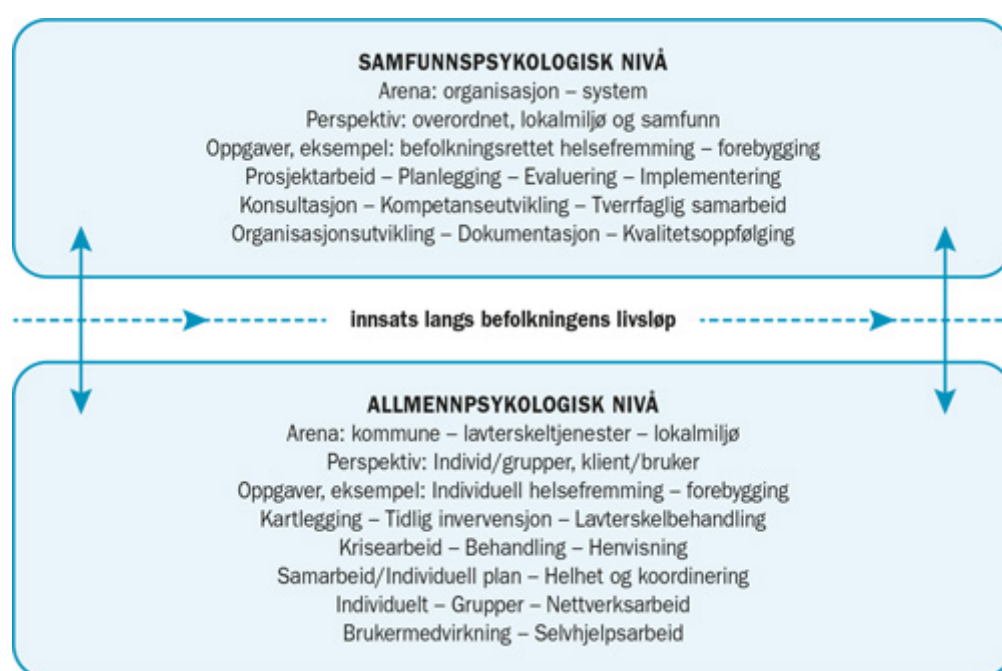 SAMFUNNSPSYKOLOGISK NIVÅ
Arena: organisasjon – system
Perspektiv: overordnet, lokalmiljø og samfunn
Oppgaver, eksempel: befolkningsrettet helsefremming – forebygging
Prosjektarbeid – Planlegging – Evaluering – Implementering
Konsultasjon – Kompetanseutvikling – Tverrfaglig samarbeid
Organisasjonsutvikling – Dokumentasjon – Kvalitetsoppfølging
innsats langs befolkningens livsløp
ALLMENNPSYKOLOGISK NIVÅ
Arena: kommune – lavterskeltjenester – lokalmiljø
Perspektiv: Individ/grupper, klient/bruker
Oppgaver, eksempel: Individuell helsefremming – forebygging
Kartlegging – Tidlig invervensjon – Lavterskelbehandling
Krisearbeid – Behandling – Henvisning
Samarbeid/Individuell plan – Helhet og koordinering
Individuelt – Grupper – Nettverksarbeid
Brukermedvirkning – Selvhjelpsarbeid